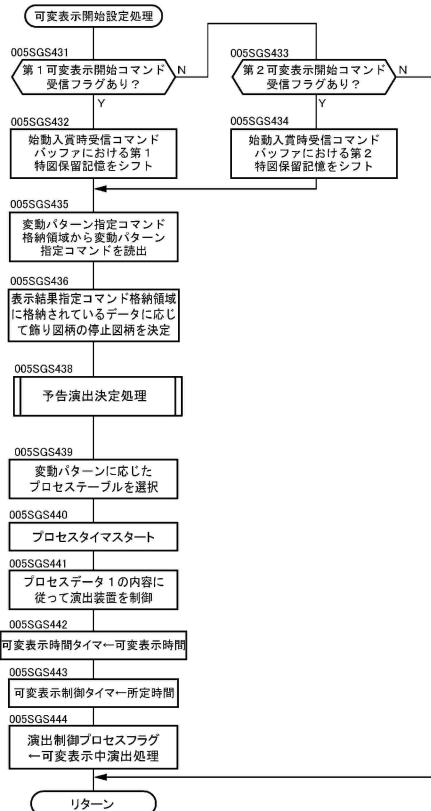 可変表示開始設定処理
005SGS431
第１可変表示開始コマンド
受信フラグあり？
N
Y
005SGS433
第２可変表示開始コマンド
受信フラグあり？
N
Y
005SGS432
始動入賞時受信コマンド
バッファにおける第１
特図保留記憶をシフト
005SGS434
始動入賞時受信コマンド
バッファにおける第２
特図保留記憶をシフト
005SGS435
変動パターン指定コマンド
格納領域から変動パターン
指定コマンドを読出
005SGS436
表示結果指定コマンド格納領域
に格納されているデータに応じ
て飾り図柄の停止図柄を決定
005SGS438
予告演出決定処理
005SGS439
変動パターンに応じた
プロセステーブルを選択
005SGS440
プロセスタイマスタート
005SGS441
プロセスデータ１の内容に
従って演出装置を制御
005SGS442
可変表示時間タイマ←可変表示時間
005SGS443
可変表示制御タイマ←所定時間
005SGS444
演出制御プロセスフラグ
←可変表示中演出処理
リターン